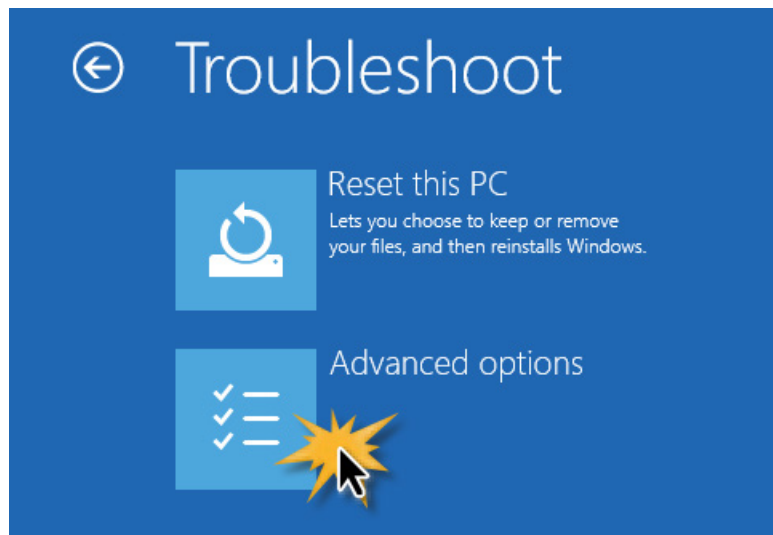 Troubleshoot
Reset this PC
Lets you choose to keep or remove
your files, and then reinstalls Windows.
Advanced options